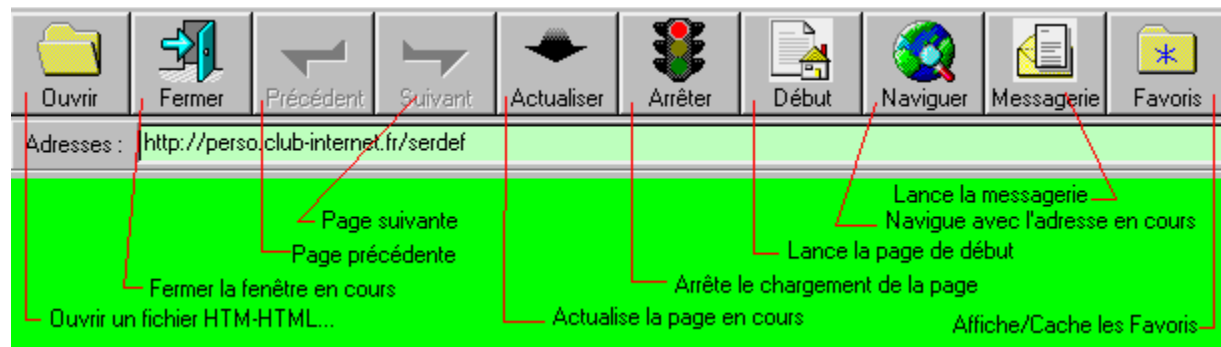 Ouvrir Fermer Précédent Suivant Actualiser Arrêter Début Naviguer Messagerie Favoris
Adresses : http://perso.club-internet.fr/serdef
Lance la messagerie
Page suivante Navigue avec l'adresse en cours
Page précédente Lance la page de début
Fermer la fenêtre en cours Arrête le chargement de la page
Ouvrir un fichier HTM-HTML... Actualise la page en cours Affiche/Cache les Favoris